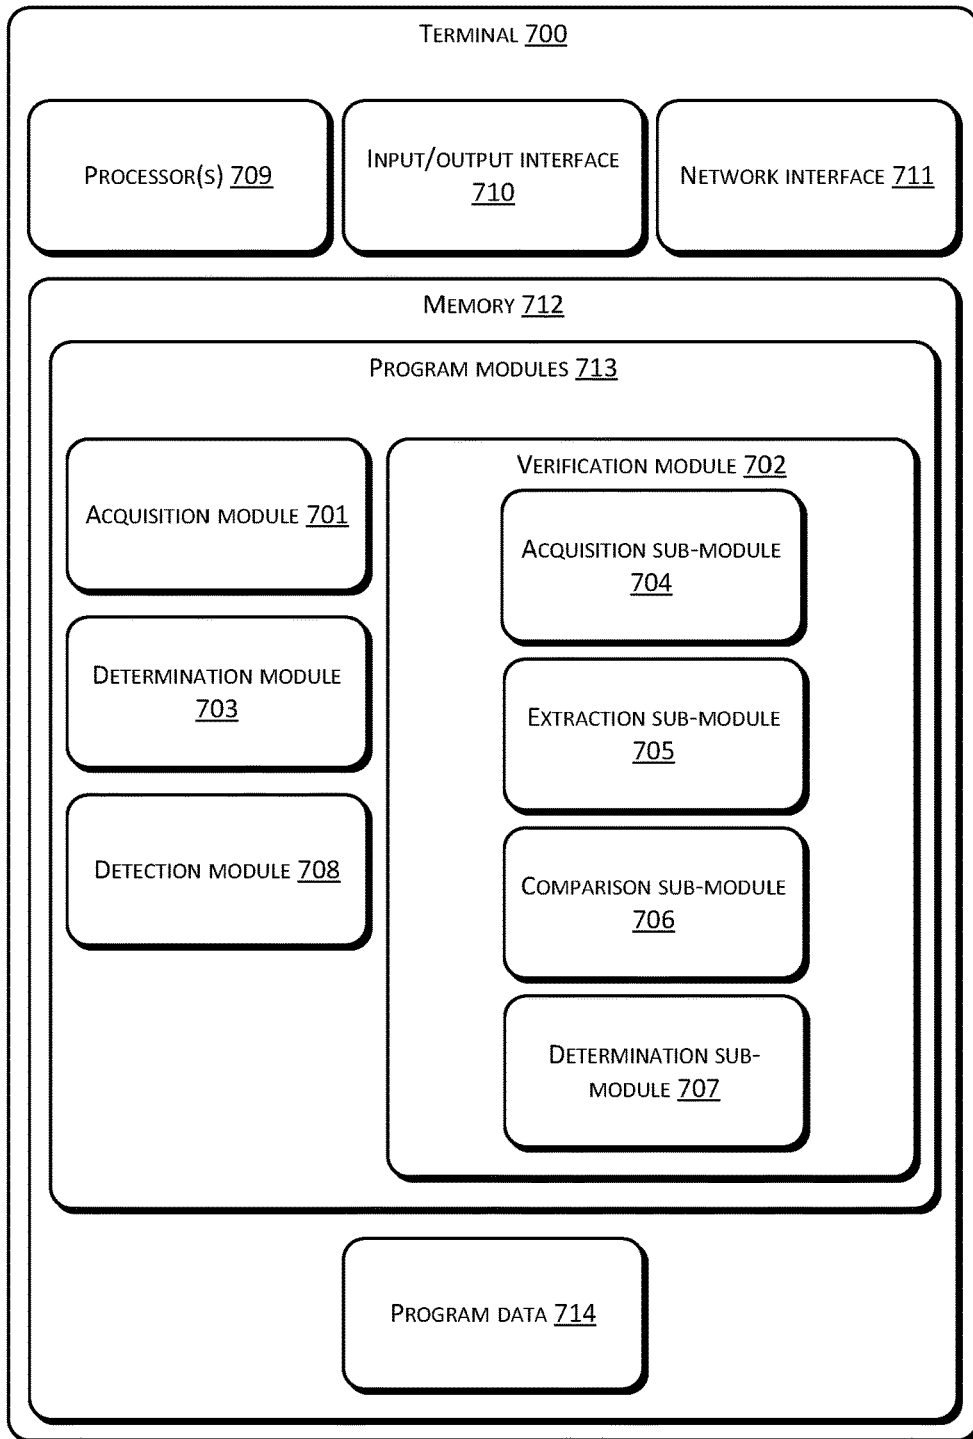 TERMINAL 700
PROCESSOR(S) 709
INPUT/OUTPUT INTERFACE
710
NETWORK INTERFACE 711
MEMORY 712
PROGRAM MODULES 713
ACQUISITION MODULE 701
DETERMINATION MODULE
703
DETECTION MODULE 708
VERIFICATION MODULE 702
ACQUISITION SUB-MODULE
704
EXTRACTION SUB-MODULE
705
COMPARISON SUB-MODULE
706
DETERMINATION SUB-
MODULE 707
PROGRAM DATA 714